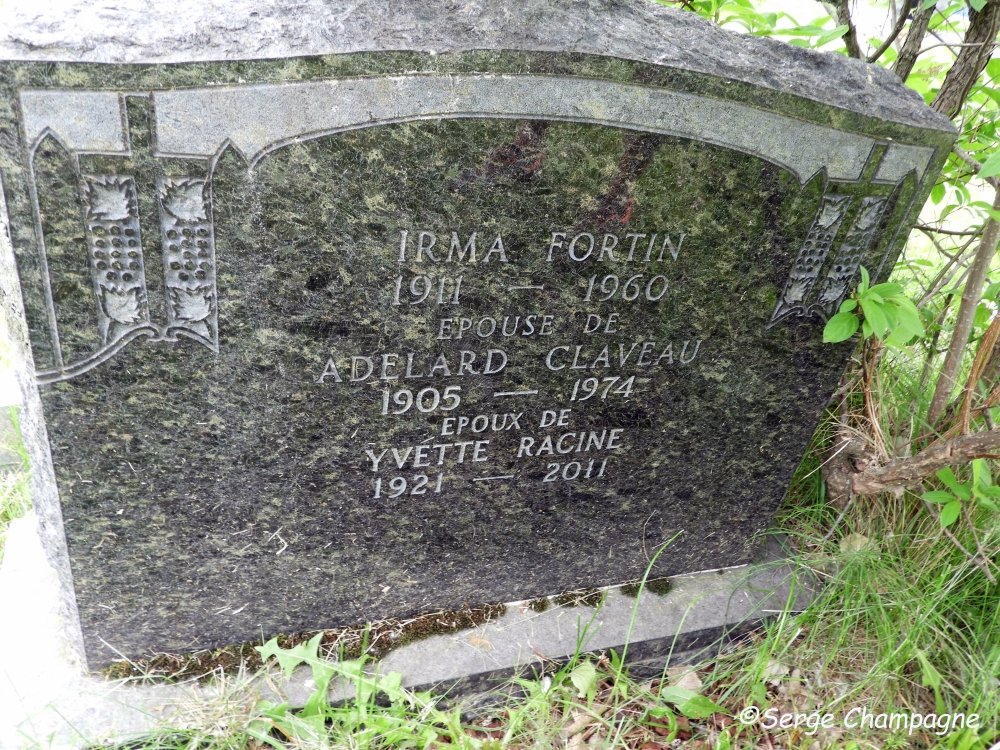 IRMA FORTIN
1911 — 1960
EPOUSE DE
ADELARD CLAVEAU
1905 — 1974
EPOUX DE
YVETTE RACINE
1921 — 2011
©Serge Champagne